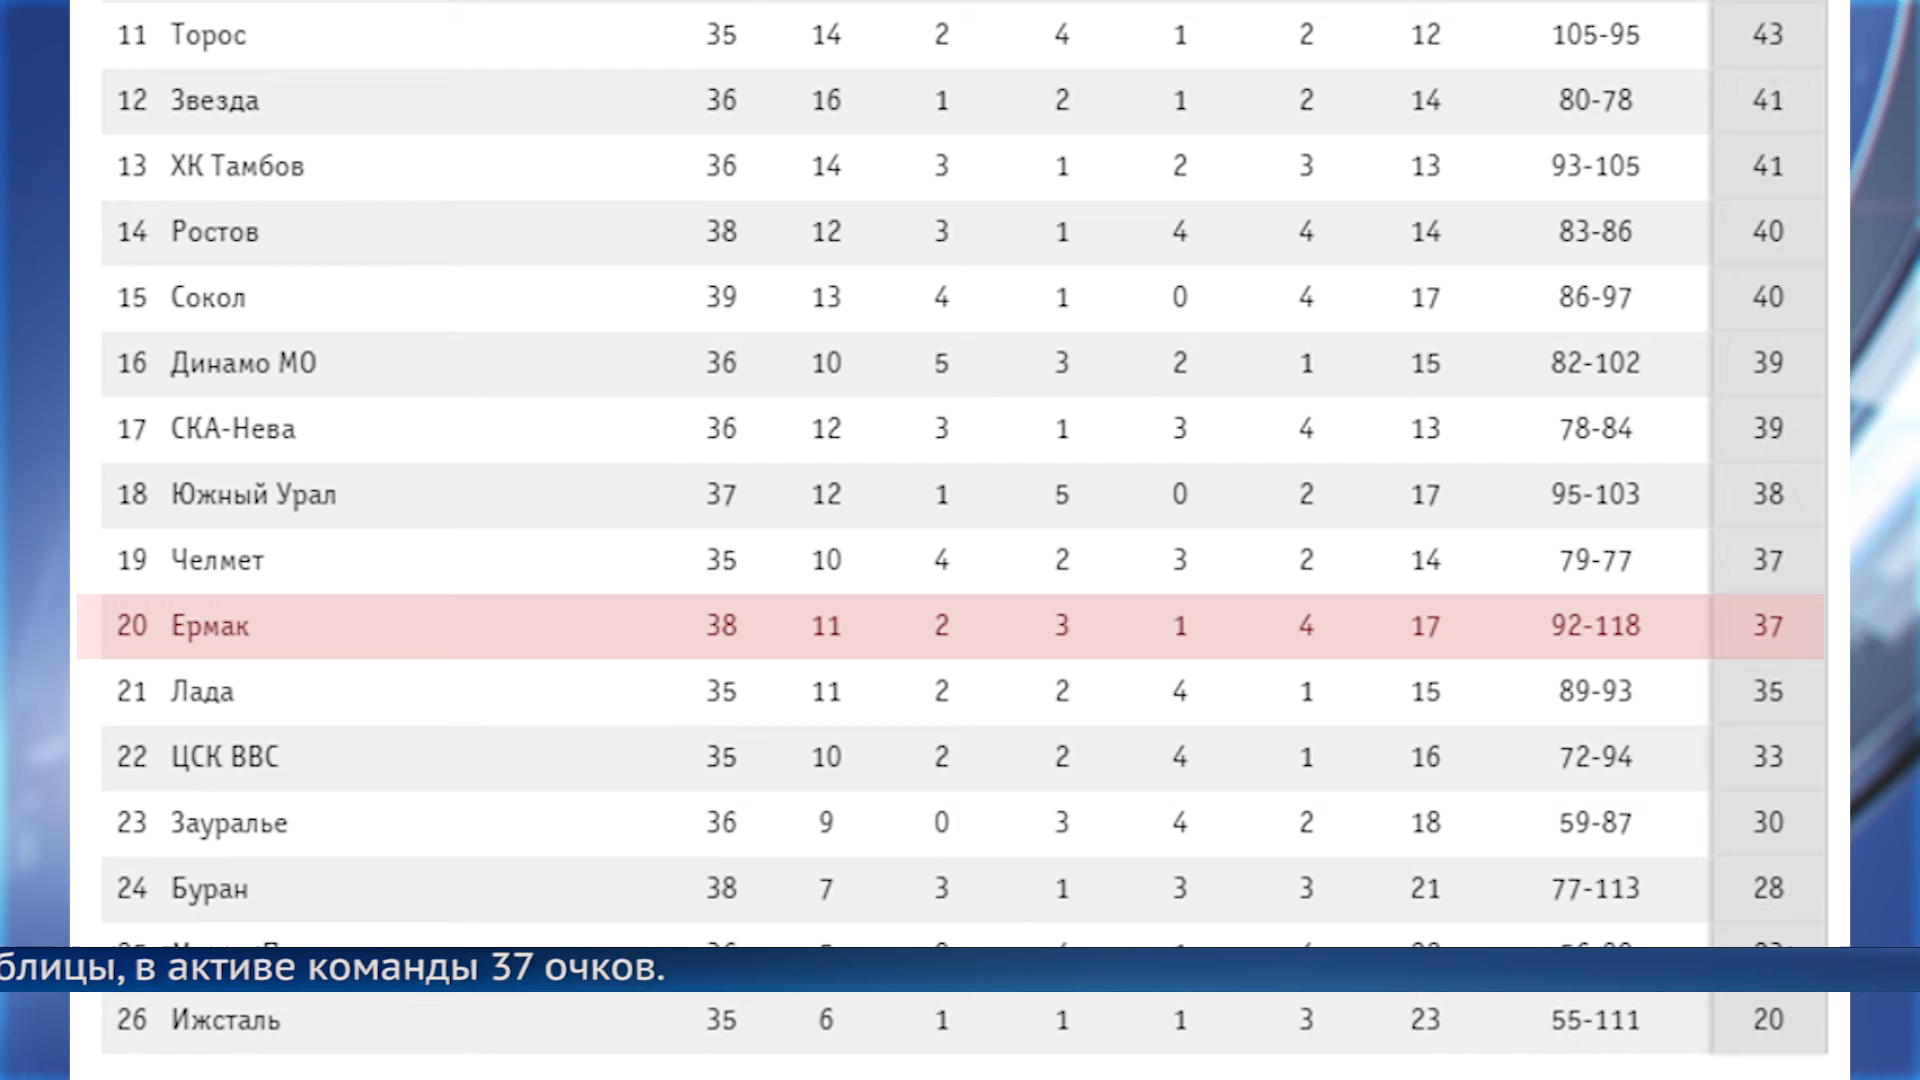 11 Торос 35 14 2 4 1 2 12 105-95 43
12 Звезда 36 16 1 2 1 2 14 80-78 41
13 ХК Тамбов 36 14 3 1 2 3 13 93-105 41
14 Ростов 38 12 3 1 4 4 14 83-86 40
15 Сокол 39 13 4 1 0 4 17 86-97 40
16 Динамо МО 36 10 5 3 2 1 15 82-102 39
17 СКА-Нева 36 12 3 1 3 4 13 78-84 39
18 Южный Урал 37 12 1 5 0 2 17 95-103 38
19 Челмет 35 10 4 2 3 2 14 79-77 37
20 Ермак 38 11 2 3 1 4 17 92-118 37
21 Лада 35 11 2 2 4 1 15 89-93 35
22 ЦСК ВВС 35 10 2 2 4 1 16 72-94 33
23 Зауралье 36 9 0 3 4 2 18 59-87 30
24 Буран 38 7 3 1 3 3 21 77-113 28
блицы, в активе команды 37 очков.
26 Ижсталь 35 6 1 1 1 3 23 55-111 20